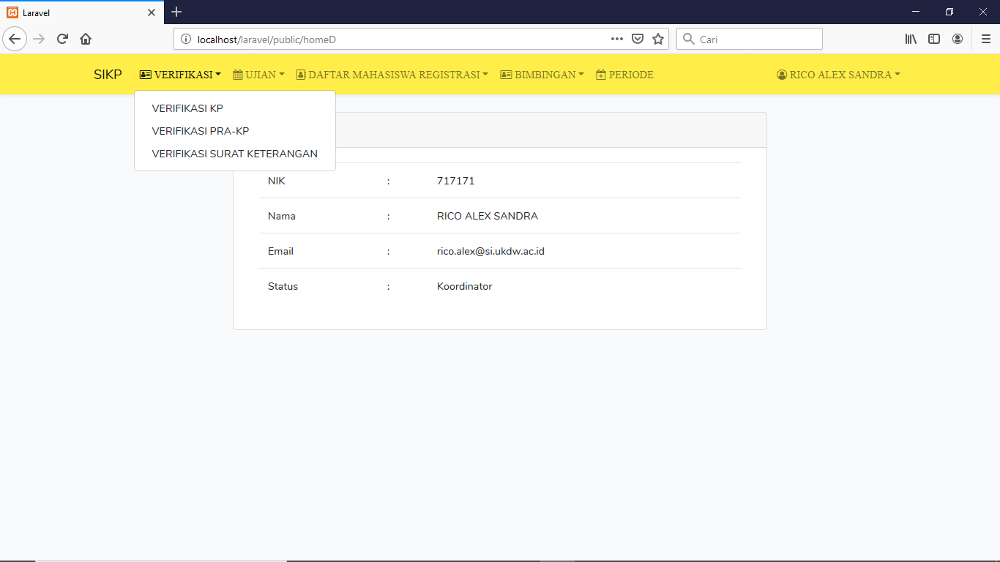 Laravel
localhost/laravel/public/homeD
Cari
SIKP VERIFIKASI UJIAN DAFTAR MAHASISWA REGISTRASI BIMBINGAN PERIODE RICO ALEX SANDRA
VERIFIKASI KP
VERIFIKASI PRA-KP
VERIFIKASI SURAT KETERANGAN
NIK : 717171
Nama : RICO ALEX SANDRA
Email : rico.alex@si.ukdw.ac.id
Status : Koordinator